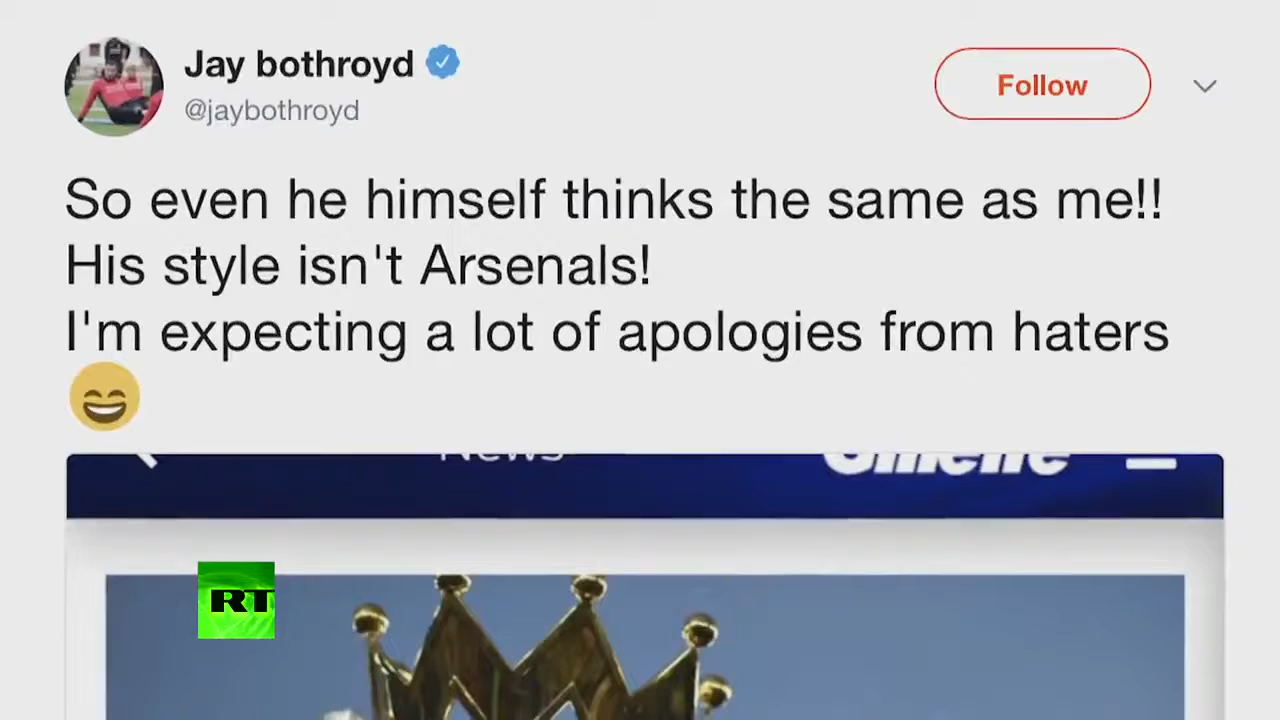 Jay bothroyd
@jaybothroyd
Follow
So even he himself thinks the same as me!!
His style isn't Arsenals!
I'm expecting a lot of apologies from haters
News
Gillette
RT